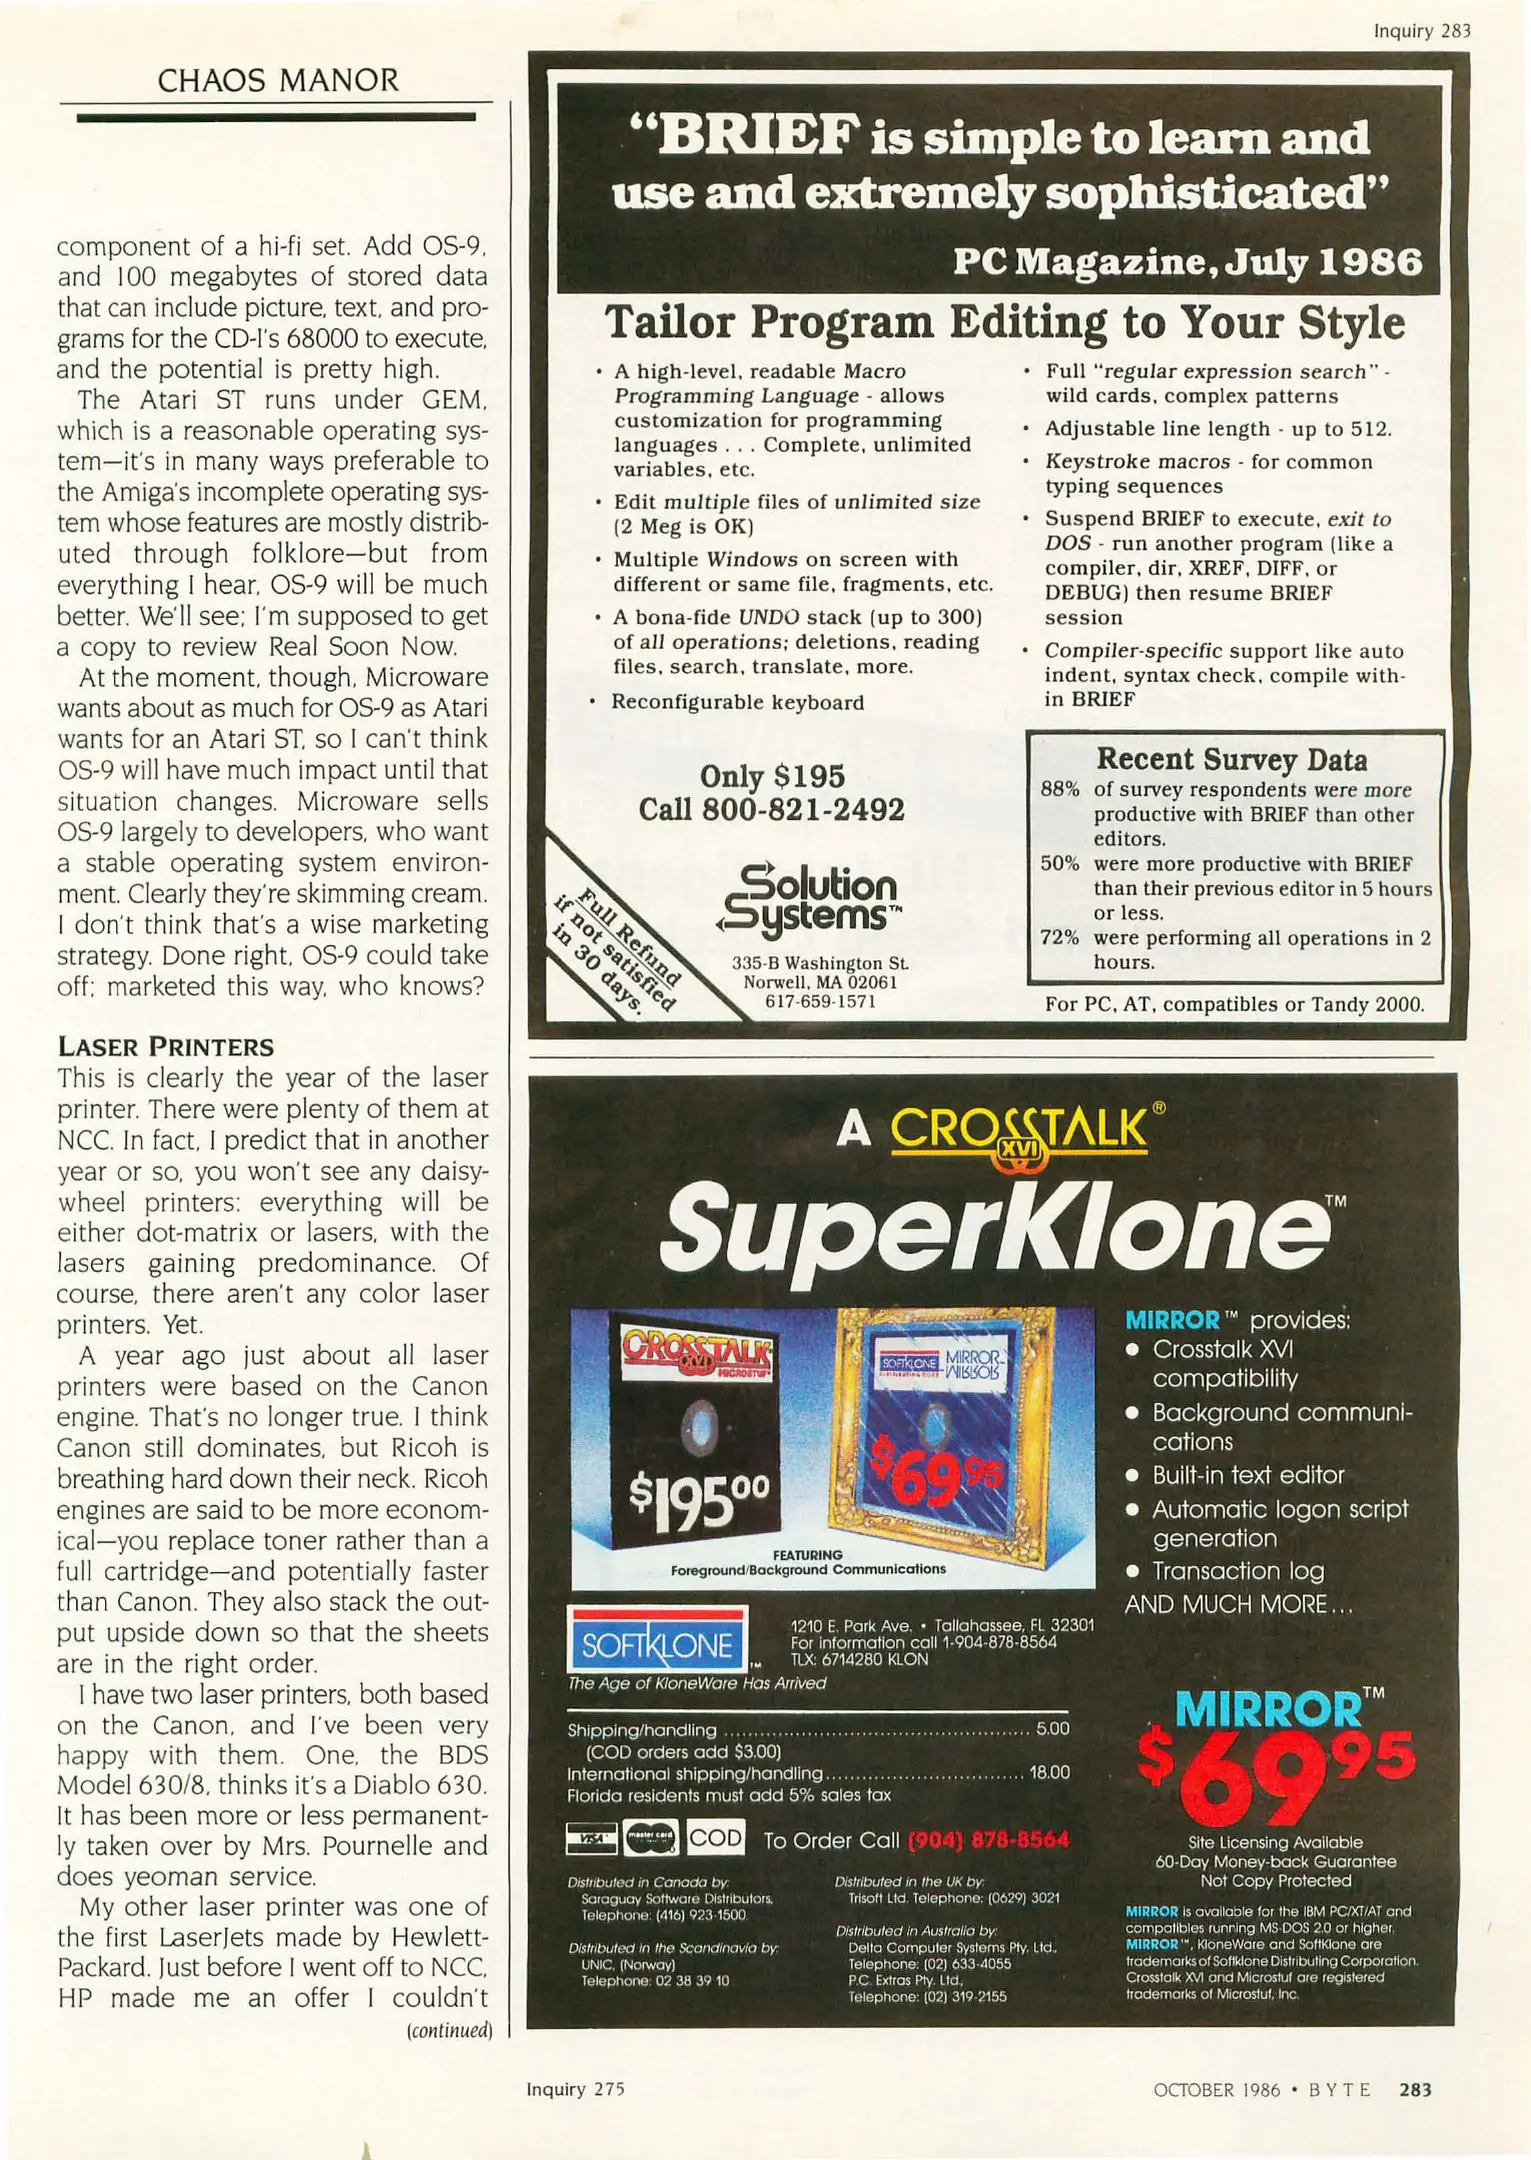 Inquiry 283
CHAOS MANOR
component of a hi-fi set. Add OS-9,
and 100 megabytes of stored data
that can include picture, text, and pro-
grams for the CD-I's 68000 to execute,
and the potential is pretty high.
The Atari ST runs under GEM,
which is a reasonable operating sys-
tem—it's in many ways preferable to
the Amiga's incomplete operating sys-
tem whose features are mostly distrib-
uted through folklore—but from
everything I hear, OS-9 will be much
better. We'll see; I'm supposed to get
a copy to review Real Soon Now.
At the moment, though, Microware
wants about as much for OS-9 as Atari
wants for an Atari ST, so I can't think
OS-9 will have much impact until that
situation changes. Microware sells
OS-9 largely to developers, who want
a stable operating system environ-
ment. Clearly they're skimming cream.
I don't think that's a wise marketing
strategy. Done right, OS-9 could take
off; marketed this way, who knows?
LASER PRINTERS
This is clearly the year of the laser
printer. There were plenty of them at
NCC. In fact, I predict that in another
year or so, you won't see any daisy-
wheel printers: everything will be
either dot-matrix or lasers, with the
lasers gaining predominance. Of
course, there aren't any color laser
printers. Yet.
A year ago just about all laser
printers were based on the Canon
engine. That's no longer true. I think
Canon still dominates, but Ricoh is
breathing hard down their neck. Ricoh
engines are said to be more econom-
ical—you replace toner rather than a
full cartridge—and potentially faster
than Canon. They also stack the out-
put upside down so that the sheets
are in the right order.
I have two laser printers, both based
on the Canon, and I've been very
happy with them. One, the BDS
Model 630/8, thinks it's a Diablo 630.
It has been more or less permanent-
ly taken over by Mrs. Pournelle and
does yeoman service.
My other laser printer was one of
the first LaserJets made by Hewlett-
Packard. Just before I went off to NCC,
HP made me an offer I couldn't
(continued)
"BRIEF is simple to learn and
use and extremely sophisticated"
PC Magazine, July 1986
Tailor Program Editing to Your Style
• A high-level, readable Macro
Programming Language - allows
customization for programming
languages . . . Complete, unlimited
variables, etc.
• Edit multiple files of unlimited size
(2 Meg is OK)
• Multiple Windows on screen with
different or same file, fragments, etc.
• A bona-fide UNDO stack (up to 300)
of all operations; deletions, reading
files, search, translate, more.
• Reconfigurable keyboard
• Full "regular expression search" -
wild cards, complex patterns
• Adjustable line length - up to 512.
• Keystroke macros - for common
typing sequences
• Suspend BRIEF to execute, exit to
DOS - run another program (like a
compiler, dir, XREF, DIFF, or
DEBUG) then resume BRIEF
session
• Compiler-specific support like auto
indent, syntax check, compile with-
in BRIEF
Only $195
Call 800-821-2492
Full Refund
if not satisfied
in 30 days.
Solution
Systems™
335-B Washington St.
Norwell, MA 02061
617-659-1571
Recent Survey Data
88% of survey respondents were more
productive with BRIEF than other
editors.
50% were more productive with BRIEF
than their previous editor in 5 hours
or less.
72% were performing all operations in 2
hours.
For PC, AT, compatibles or Tandy 2000.
A CROSSTALK®
XVI
SuperKlone™
CROSSTALK
XVI
MICROSTUF
$195⁰⁰
SOFTKLONE
DISTRIBUTING CORP.
MIRROR
$69⁹⁵
FEATURING
Foreground/Background Communications
MIRROR™ provides:
• Crosstalk XVI
compatibility
• Background communi-
cations
• Built-in text editor
• Automatic logon script
generation
• Transaction log
AND MUCH MORE...
SOFTKLONE™
1210 E. Park Ave. • Tallahassee, FL 32301
For information call 1-904-878-8564
TLX: 6714280 KLON
The Age of KloneWare Has Arrived
Shipping/handling .................................................. 5.00
(COD orders add $3.00)
International shipping/handling................................. 18.00
Florida residents must add 5% sales tax
VISA master card COD To Order Call (904) 878-8564
Distributed in Canada by:
Saraguay Software Distributors,
Telephone: (416) 923-1500.
Distributed in the Scandinavia by:
UNIC, (Norway)
Telephone: 02 38 39 10
Distributed in the UK by:
Trisoft Ltd. Telephone: (0629) 3021
Distributed in Australia by:
Delta Computer Systems Pty. Ltd.,
Telephone: (02) 633-4055
P.C. Extras Pty. Ltd.,
Telephone: (02) 319-2155
MIRROR™
$69⁹⁵
Site Licensing Available
60-Day Money-back Guarantee
Not Copy Protected
MIRROR is available for the IBM PC/XT/AT and
compatibles running MS-DOS 2.0 or higher.
MIRROR™, KloneWare and SoftKlone are
trademarks of Softklone Distributing Corporation.
Crosstalk XVI and Microstuf are registered
trademarks of Microstuf, Inc.
Inquiry 275
OCTOBER 1986 • B Y T E 283